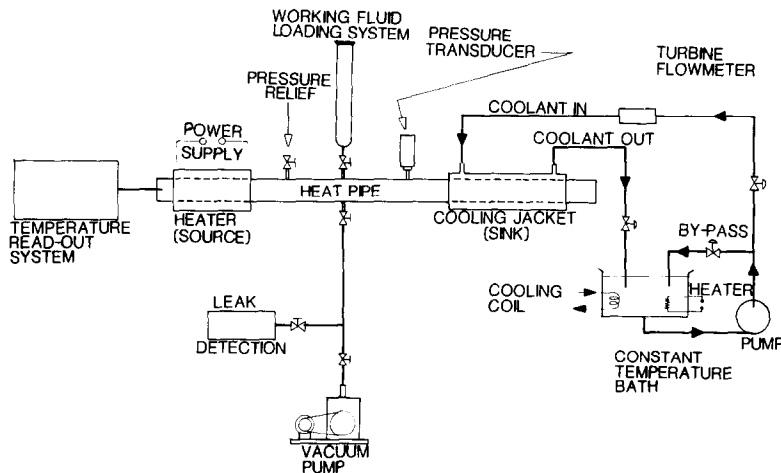 WORKING FLUID
LOADING SYSTEM
PRESSURE
TRANSDUCER
TURBINE
FLOWMETER
PRESSURE
RELIEF
COOLANT IN
POWER
SUPPLY
COOLANT OUT
HEAT PIPE
TEMPERATURE
READ-OUT
SYSTEM
HEATER
(SOURCE)
COOLING JACKET
(SINK)
BY-PASS
COOLING
COIL
HEATER
LEAK
DETECTION
PUMP
CONSTANT
TEMPERATURE
BATH
VACUUM
PUMP